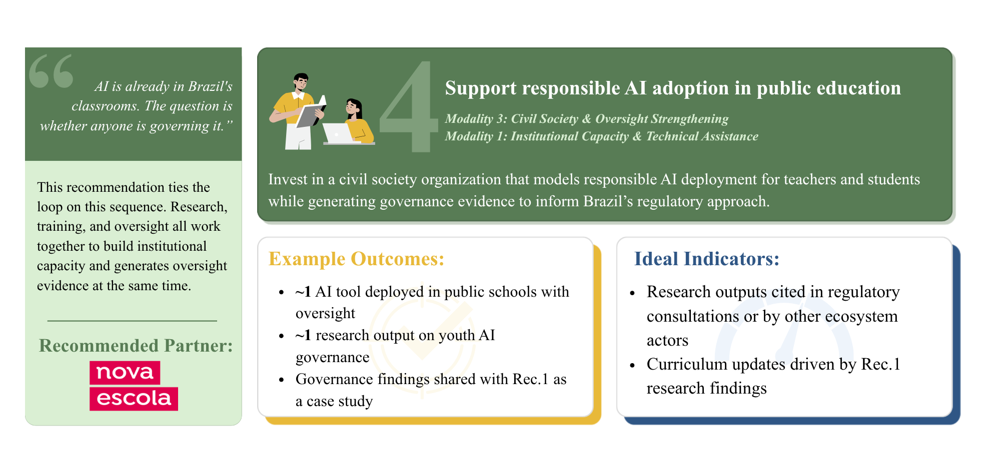 “
AI is already in Brazil's
classrooms. The question is
whether anyone is governing it.”
This recommendation ties the
loop on this sequence. Research,
training, and oversight all work
together to build institutional
capacity and generates oversight
evidence at the same time.
Recommended Partner:
nova
escola
4
Support responsible AI adoption in public education
Modality 3: Civil Society & Oversight Strengthening
Modality 1: Institutional Capacity & Technical Assistance
Invest in a civil society organization that models responsible AI deployment for teachers and students
while generating governance evidence to inform Brazil’s regulatory approach.
Example Outcomes:
• ~1 AI tool deployed in public schools with
oversight
• ~1 research output on youth AI
governance
• Governance findings shared with Rec.1 as
a case study
Ideal Indicators:
• Research outputs cited in regulatory
consultations or by other ecosystem
actors
• Curriculum updates driven by Rec.1
research findings